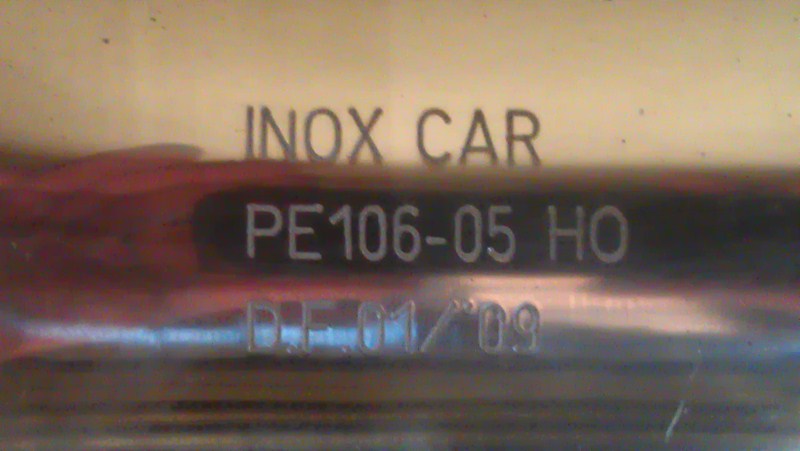 INOX CAR
PE106-05 HO
D.F.01/"09